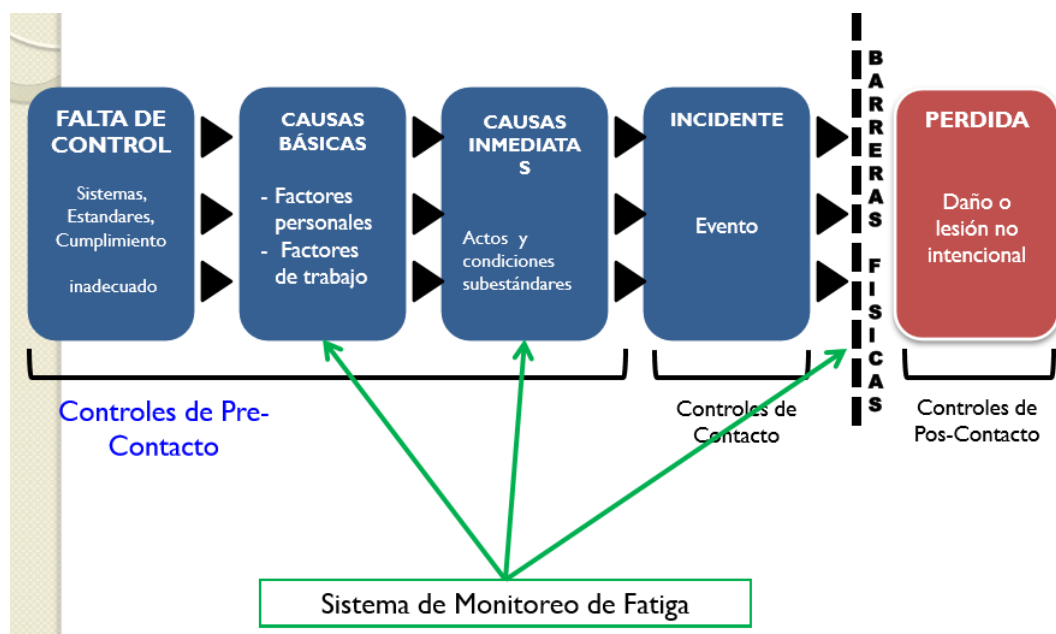 FALTA DE
CONTROL
Sistemas,
Estandares,
Cumplimiento
inadecuado
CAUSAS
BÁSICAS
- Factores
personales
- Factores
de trabajo
CAUSAS
INMEDIATA
S
Actos y
condiciones
subestándares
INCIDENTE
Evento
BARRERAS FISICAS
PERDIDA
Daño o
lesión no
intencional
Controles de Pre-
Contacto
Controles de
Contacto
Controles de
Pos-Contacto
Sistema de Monitoreo de Fatiga